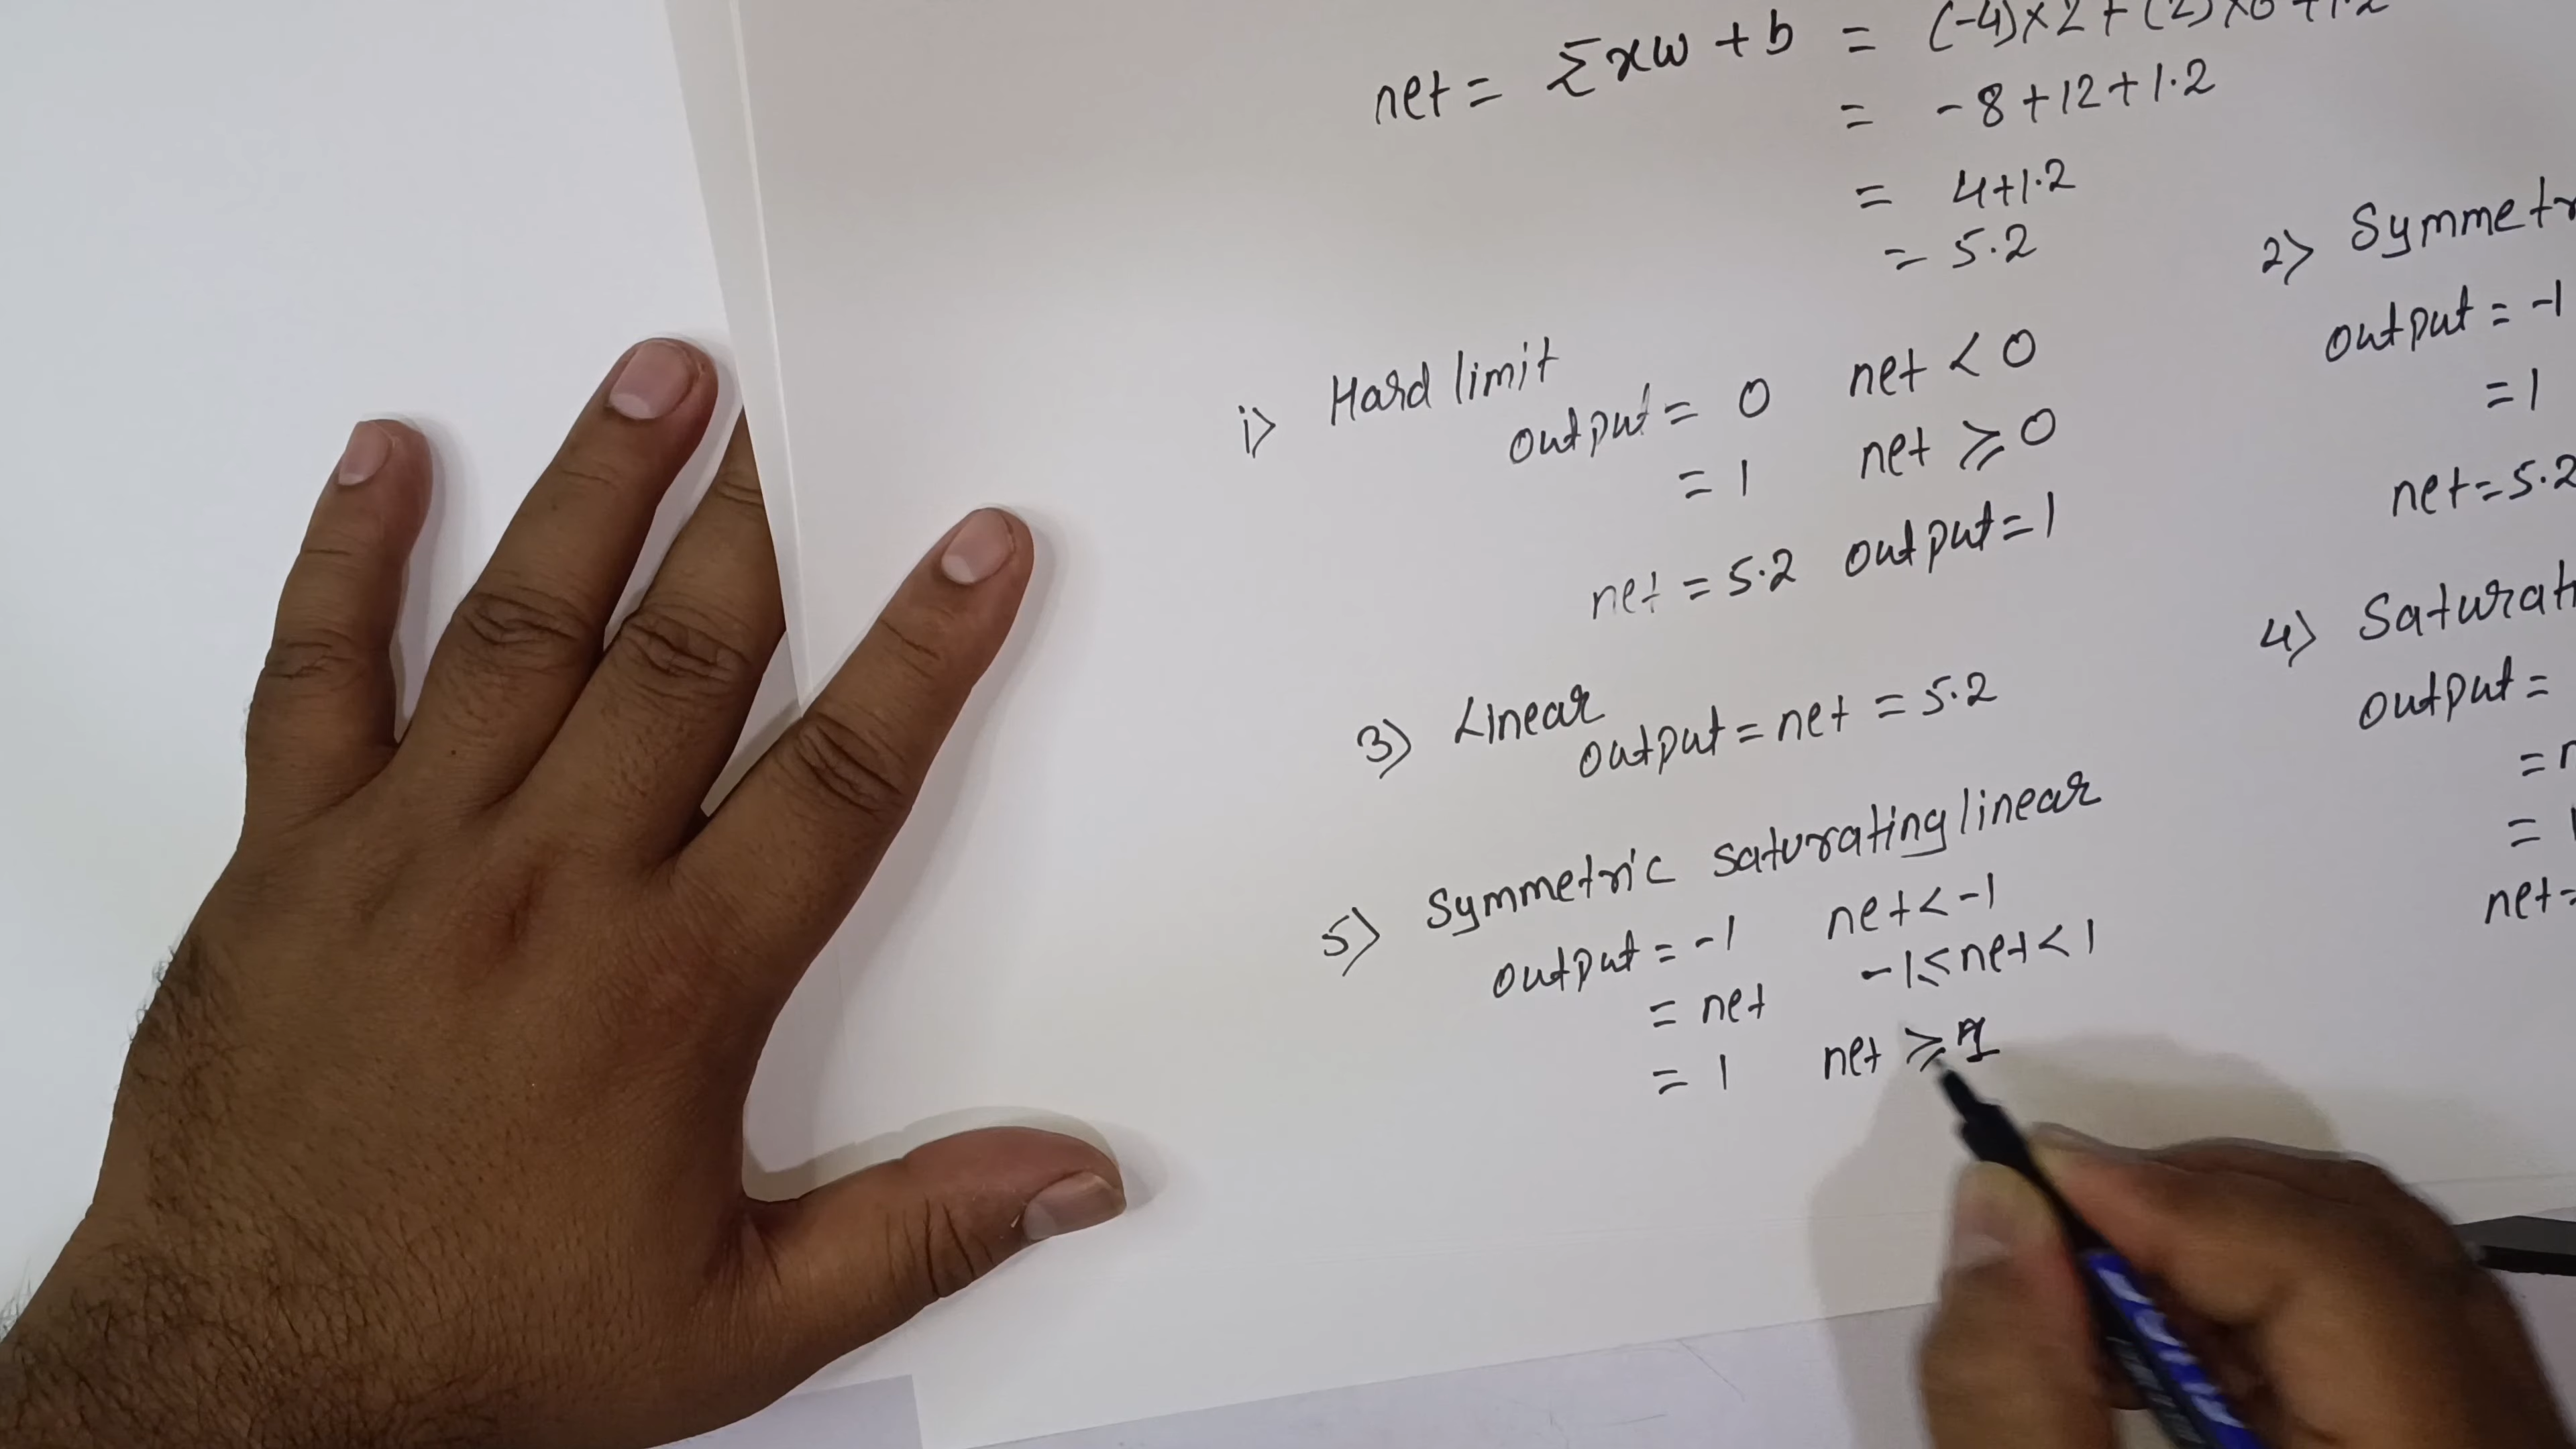 net = Σxw + b = (-4)×2 + (2)×6 + 1.2
= -8+12+1.2
= 4+1.2
= 5.2
i> Hard limit
output = 0 net < 0
= 1 net ≥ 0
net = 5.2 output = 1
2>
output = -1
= 1
net = 5.2
3) Linear
output = net = 5.2
4)
output =
=
=
net =
5) Symmetric saturating linear
output = -1 net < -1
= net -1 ≤ net < 1
= 1 net ≥ 1